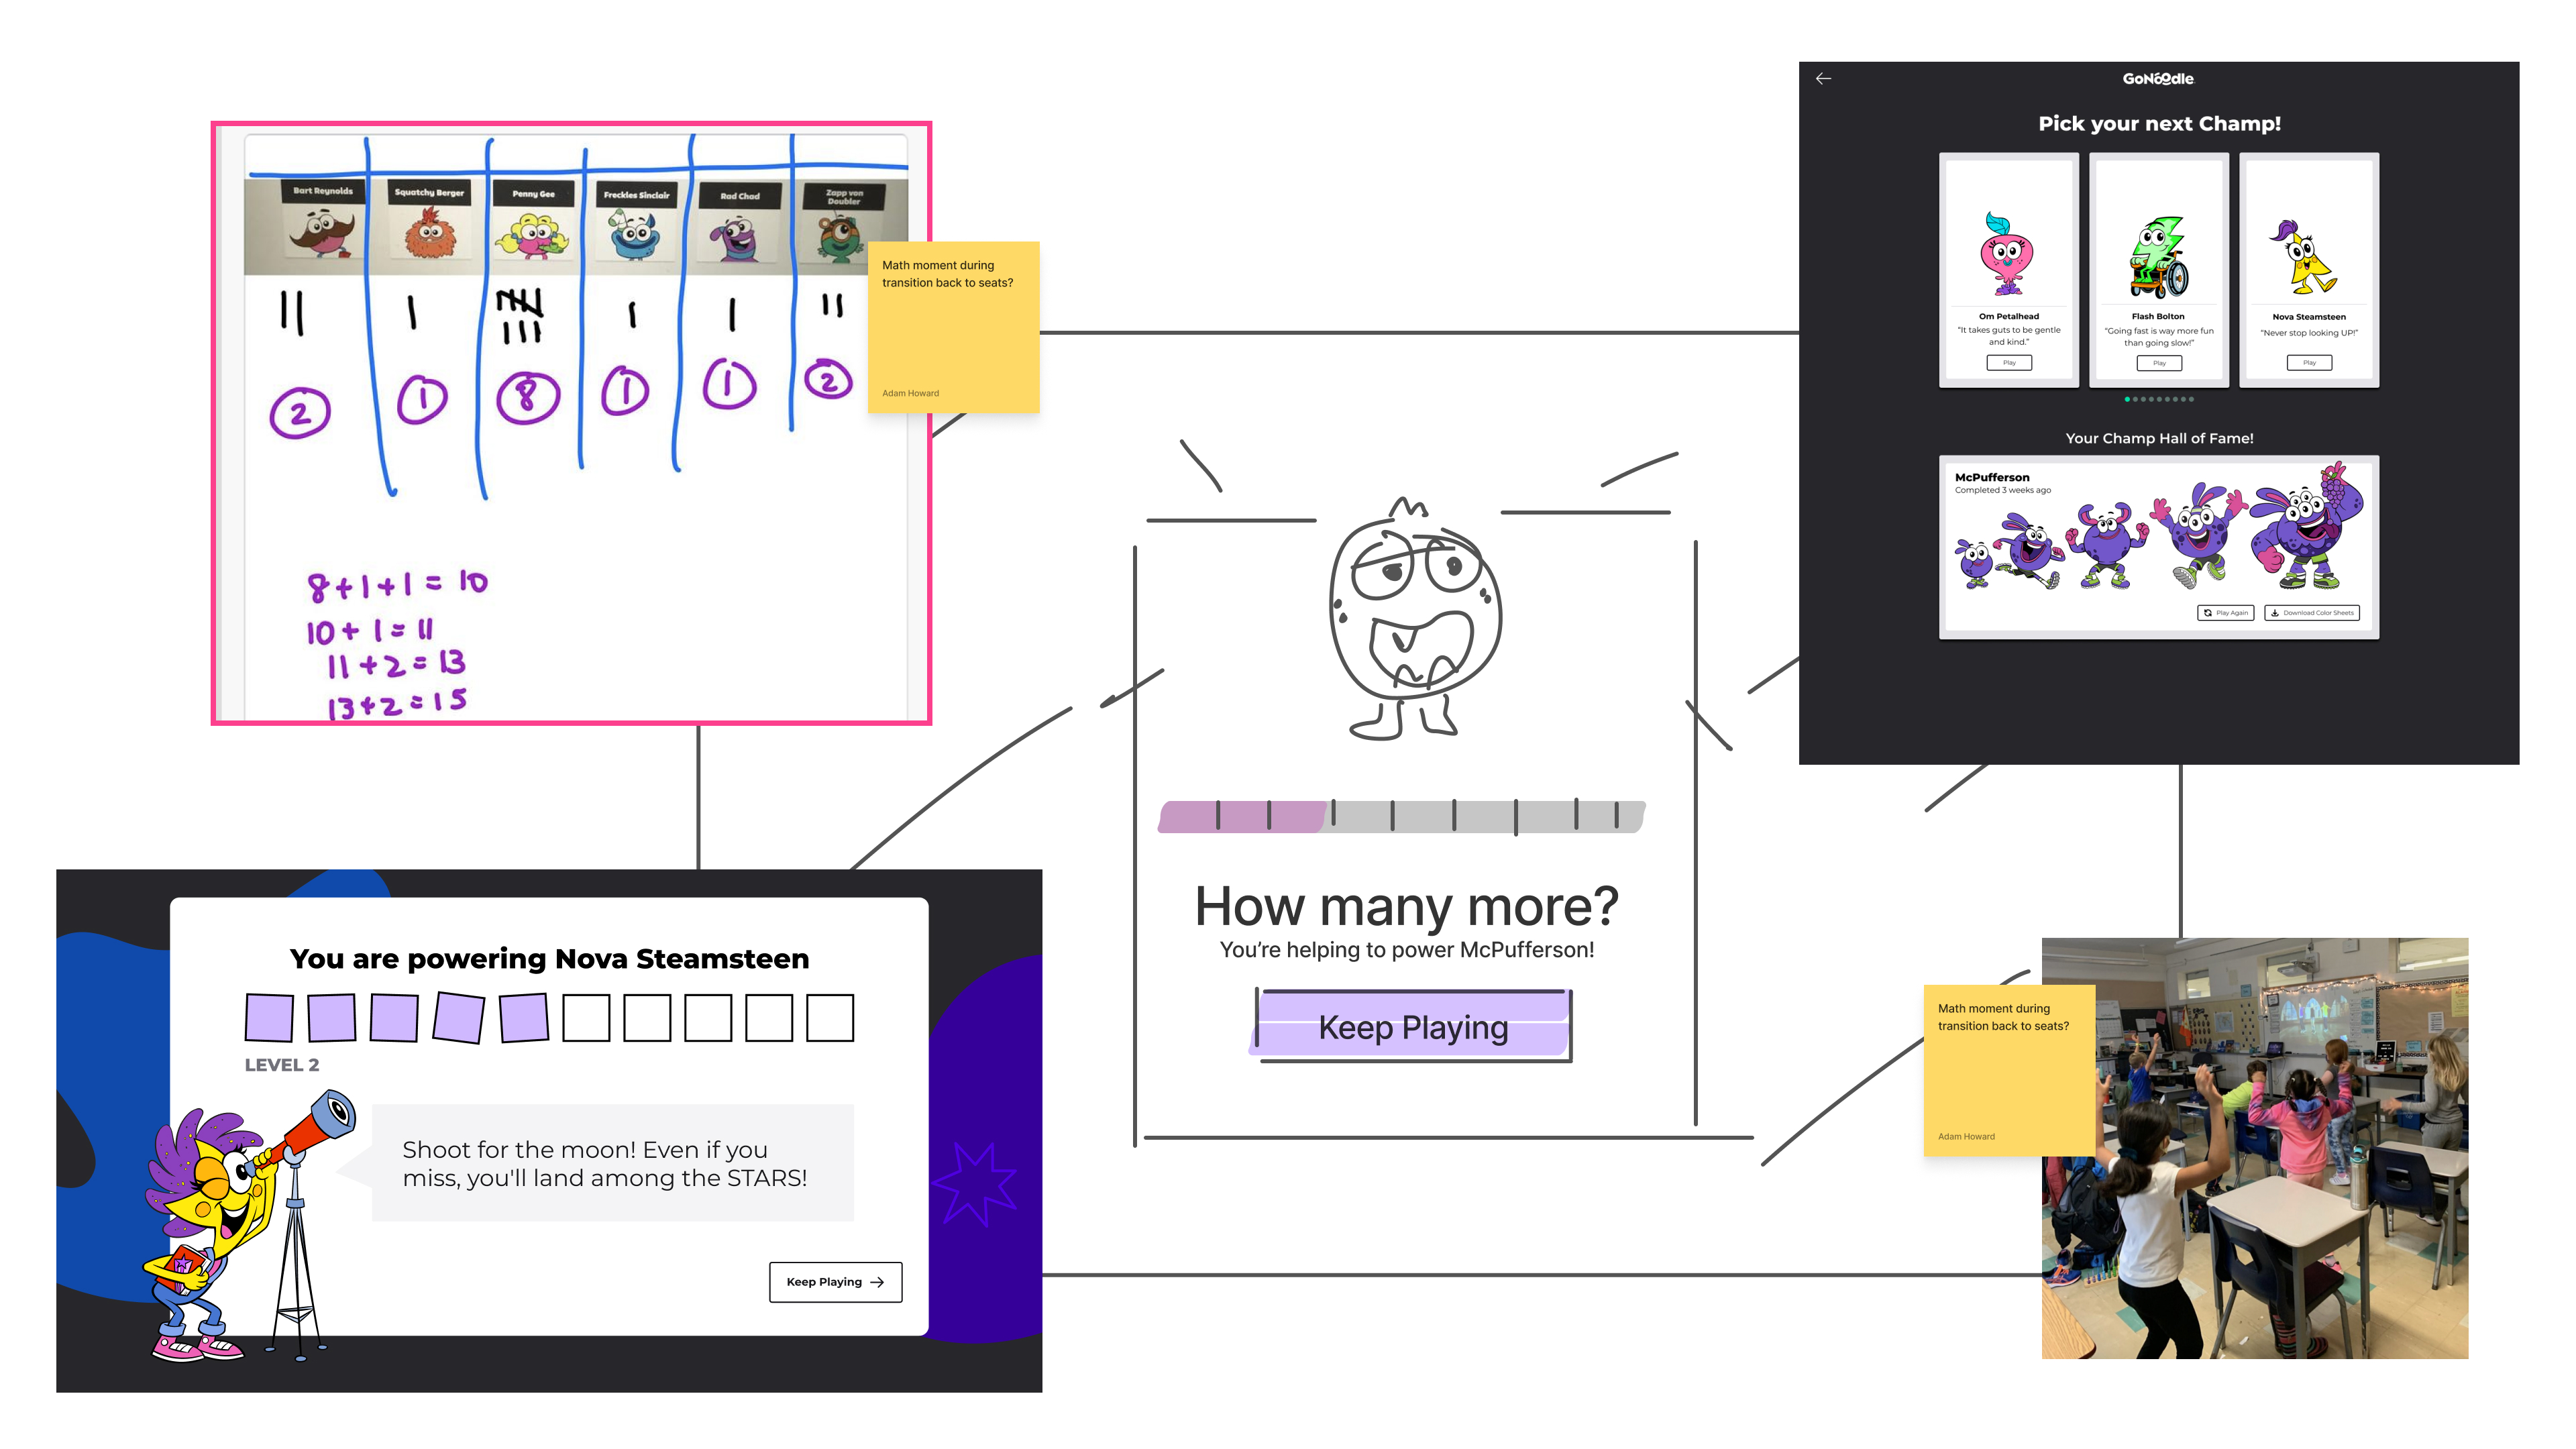 Bart Reynolds
Squatchy Berger
Penny Gee
Freckles Sinclair
Rad Chad
Zapp von
Doubler
2
1
8
1
1
2
8+1+1=10
10+1=11
11+2=13
13+2=15
Math moment during
transition back to seats?
Adam Howard
GoNoodle
Pick your next Champ!
Om Petalhead
"It takes guts to be gentle
and kind."
Play
Flash Bolton
"Going fast is way more fun
than going slow!"
Play
Nova Steamsteen
"Never stop looking UP!"
Play
Your Champ Hall of Fame!
McPufferson
Completed 3 weeks ago
Play Again
Download Color Sheets
How many more?
You're helping to power McPufferson!
Keep Playing
You are powering Nova Steamsteen
LEVEL 2
Shoot for the moon! Even if you
miss, you'll land among the STARS!
Keep Playing
Math moment during
transition back to seats?
Adam Howard